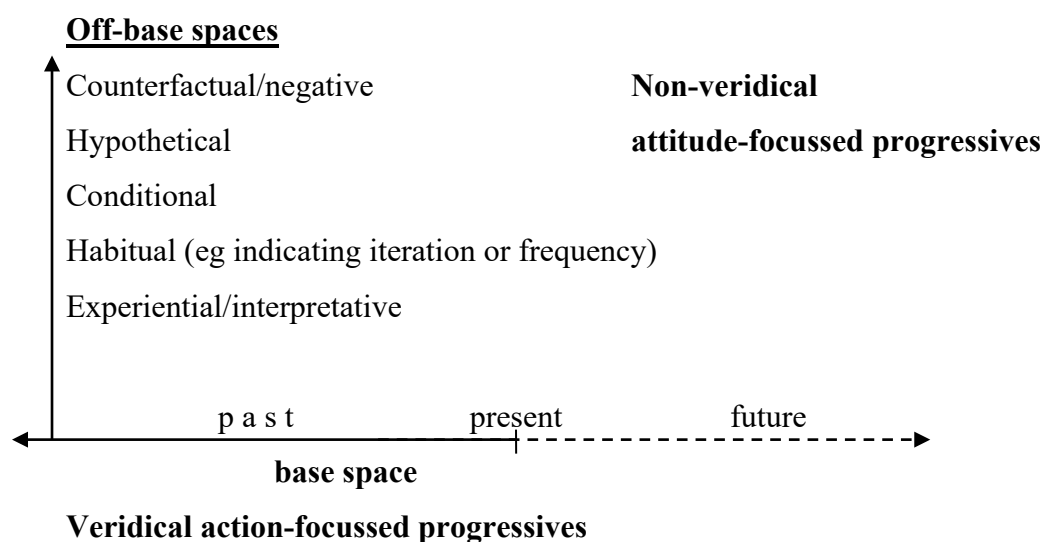 Off-base spaces
Counterfactual/negative Non-veridical
Hypothetical attitude-focussed progressives
Conditional
Habitual (eg indicating iteration or frequency)
Experiential/interpretative
p a s t present future
base space
Veridical action-focussed progressives